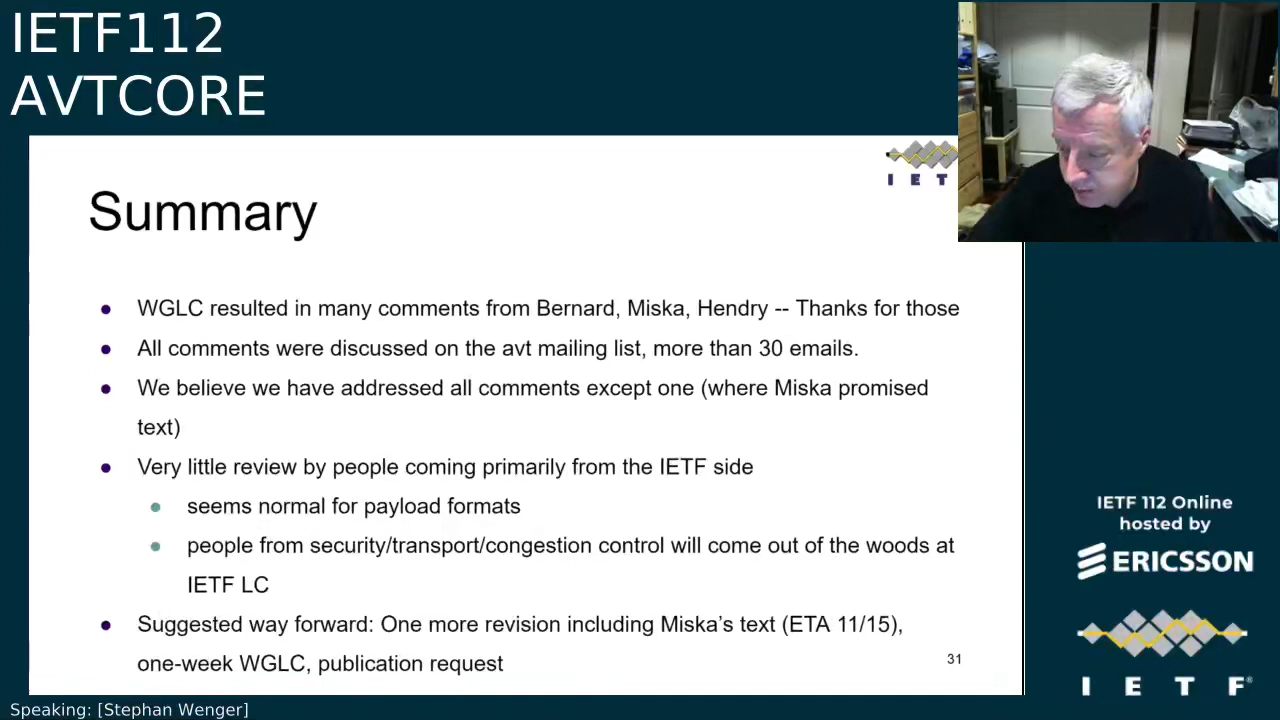 IETF112
AVTCORE
I E T
Summary
● WGLC resulted in many comments from Bernard, Miska, Hendry -- Thanks for those
● All comments were discussed on the avt mailing list, more than 30 emails.
● We believe we have addressed all comments except one (where Miska promised
text)
● Very little review by people coming primarily from the IETF side
● seems normal for payload formats
● people from security/transport/congestion control will come out of the woods at
IETF LC
● Suggested way forward: One more revision including Miska’s text (ETA 11/15),
one-week WGLC, publication request
31
IETF 112 Online
hosted by
ERICSSON
I E T F®
Speaking: [Stephan Wenger]